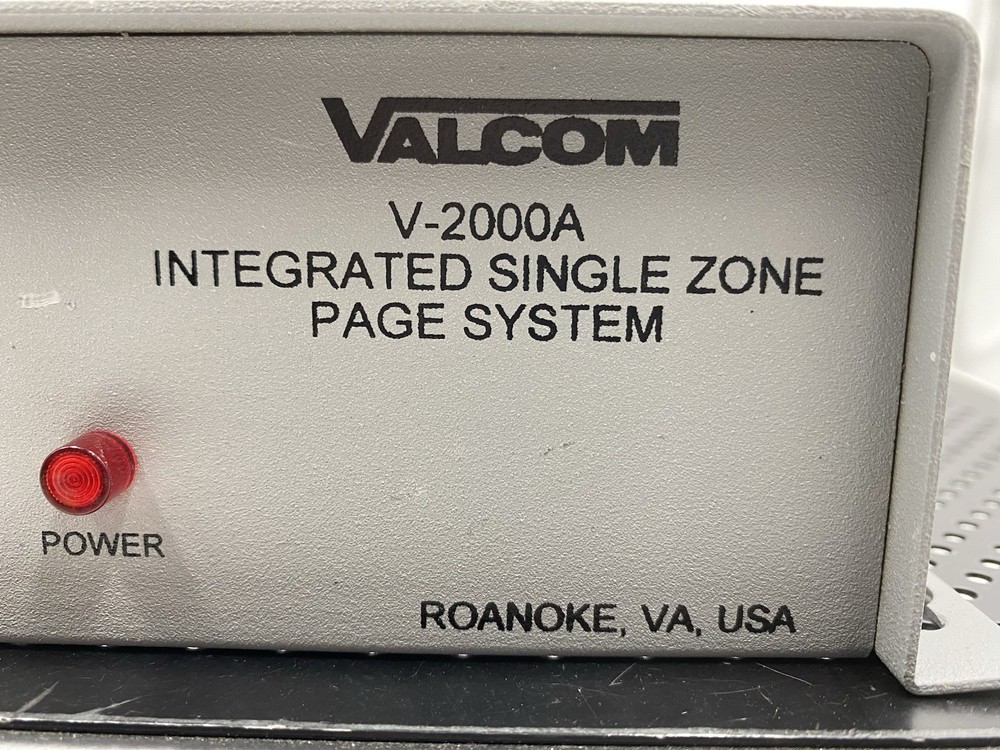 VALCOM
V-2000A
INTEGRATED SINGLE ZONE
PAGE SYSTEM
POWER
ROANOKE, VA, USA